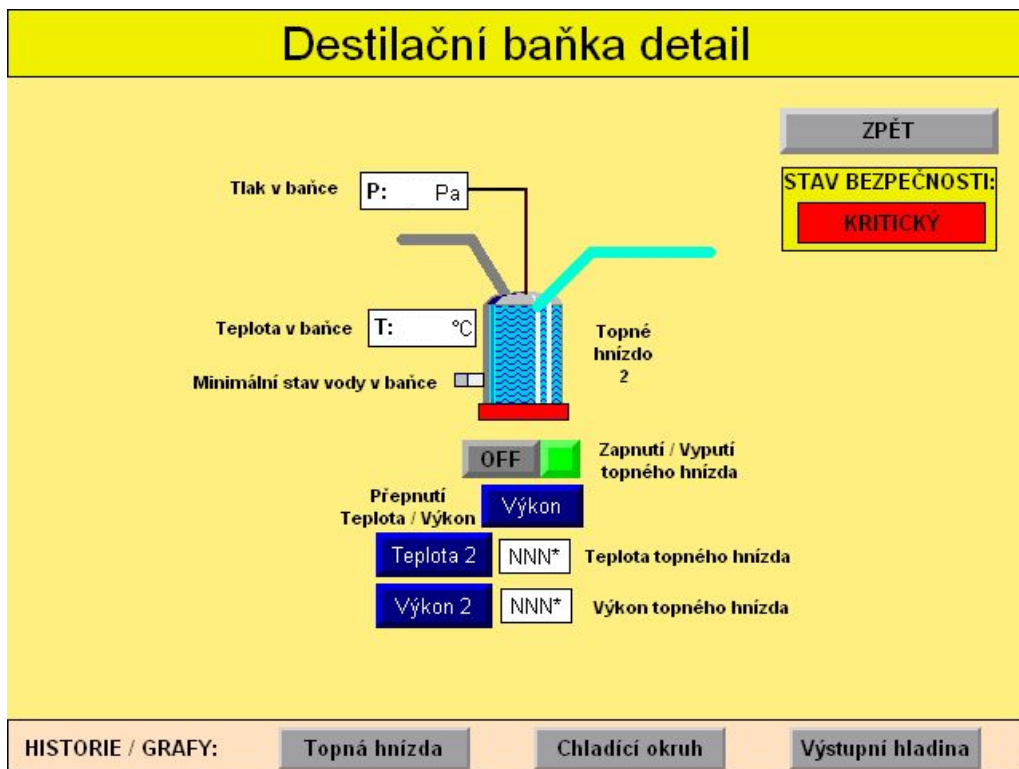 Destilační baňka detail
ZPĚT
STAV BEZPEČNOSTI:
KRITICKÝ
Tlak v baňce
P: Pa
Teplota v baňce
T: °C
Topné
hnízdo
2
Minimální stav vody v baňce
OFF
Zapnutí / Vyputí
topného hnízda
Přepnutí
Teplota / Výkon
Výkon
Teplota 2
NNN*
Teplota topného hnízda
Výkon 2
NNN*
Výkon topného hnízda
HISTORIE / GRAFY:
Topná hnízda
Chladící okruh
Výstupní hladina